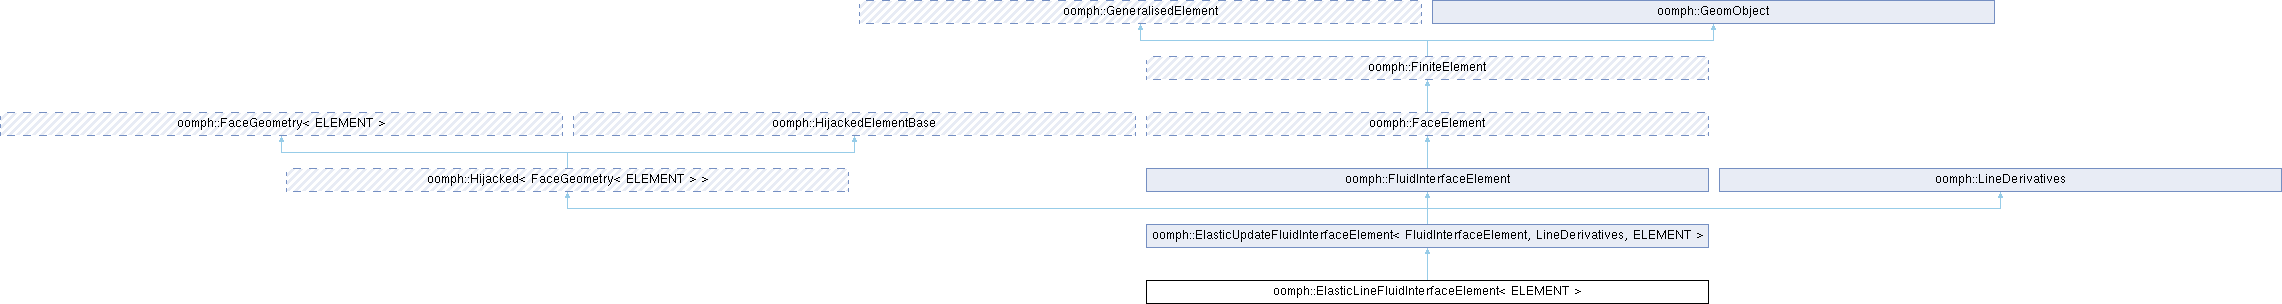 oomph::GeneralisedElement
oomph::GeomObject
oomph::FiniteElement
oomph::FaceGeometry< ELEMENT >
oomph::HijackedElementBase
oomph::FaceElement
oomph::Hijacked< FaceGeometry< ELEMENT > >
oomph::FluidInterfaceElement
oomph::LineDerivatives
oomph::ElasticUpdateFluidInterfaceElement< FluidInterfaceElement, LineDerivatives, ELEMENT >
oomph::ElasticLineFluidInterfaceElement< ELEMENT >